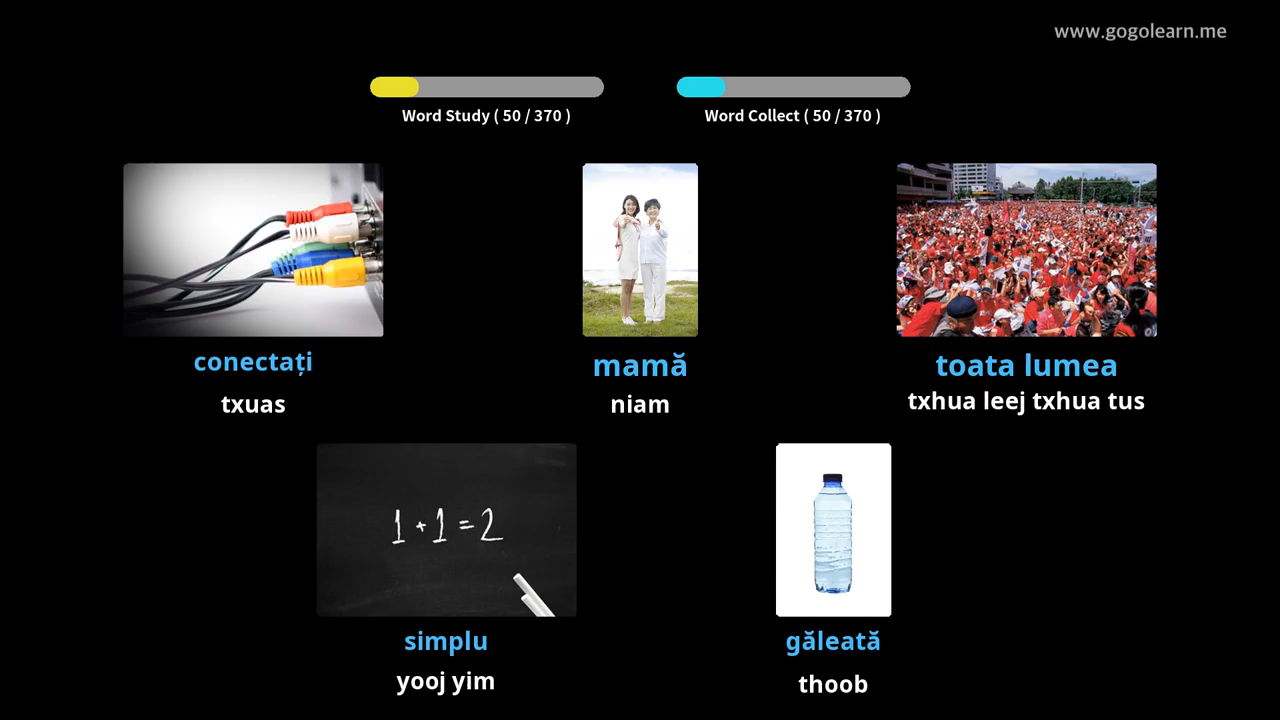 www.gogolearn.me
Word Study ( 50 / 370 )
Word Collect ( 50 / 370 )
conectați
txuas
mamă
niam
toata lumea
txhua leej txhua tus
1 + 1 = 2
simplu
yooj yim
găleată
thoob